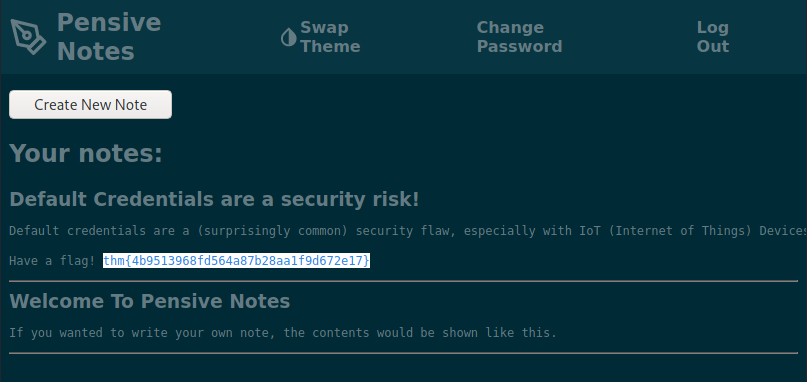 Pensive
Notes
Swap
Theme
Change
Password
Log
Out
Create New Note
Your notes:
Default Credentials are a security risk!
Default credentials are a (surprisingly common) security flaw, especially with IoT (Internet of Things) Devices
Have a flag! thm{4b9513968fd564a87b28aa1f9d672e17}
Welcome To Pensive Notes
If you wanted to write your own note, the contents would be shown like this.